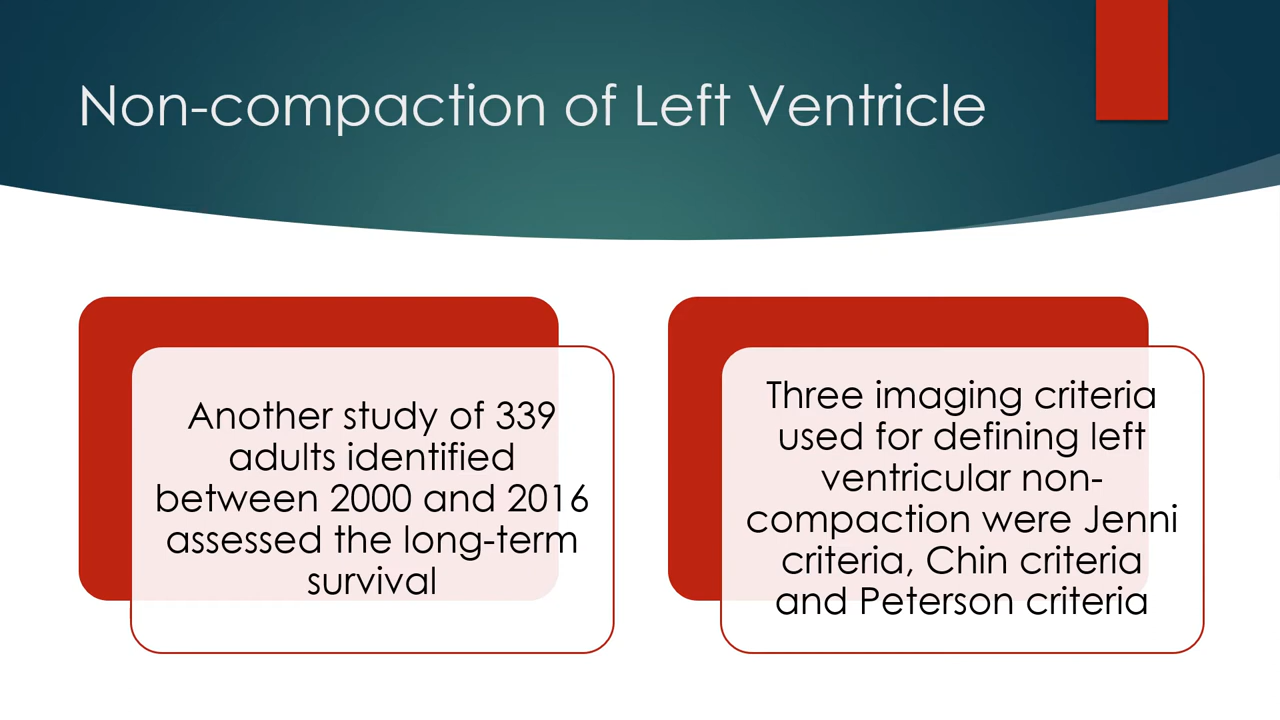 Non-compaction of Left Ventricle
Another study of 339
adults identified
between 2000 and 2016
assessed the long-term
survival
Three imaging criteria
used for defining left
ventricular non-
compaction were Jenni
criteria, Chin criteria
and Peterson criteria